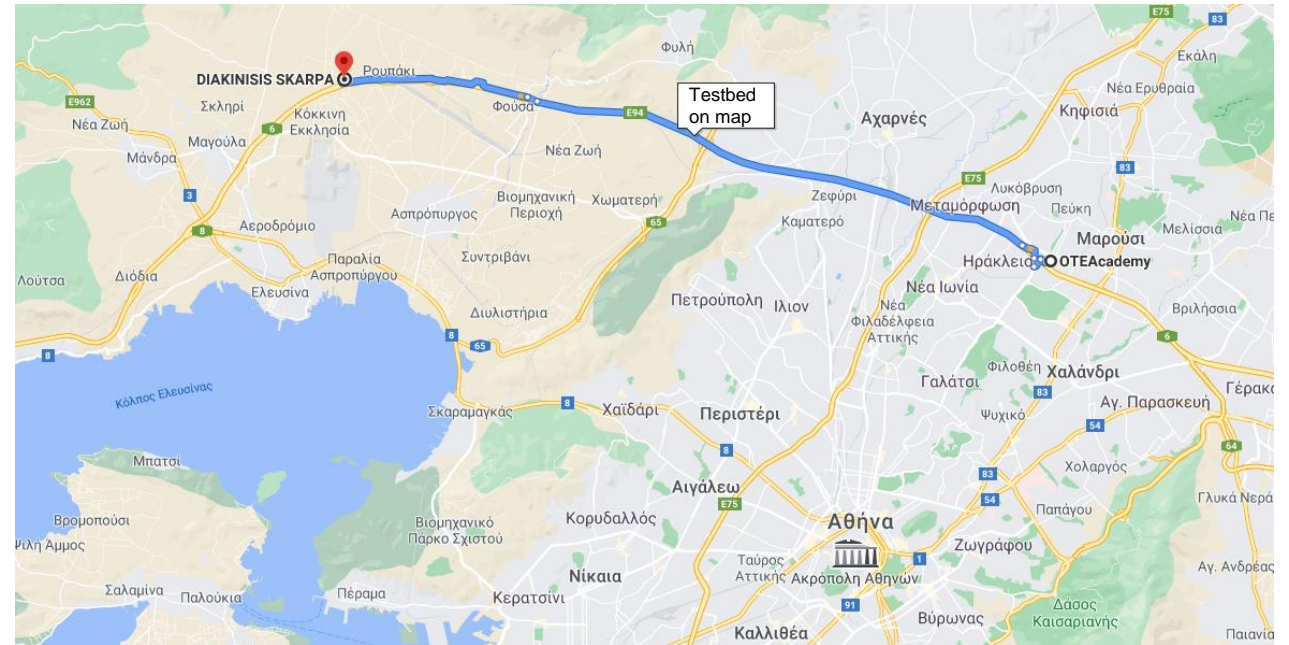 E75
83
Εκάλη
Φυλή
DIAKINISIS SKARPA
Ρουπάκι
Νέα Ερυθραία
Testbed
on map
E962
Σκληρί
Κόκκινη
Εκκλησία
Φούσα
E94
Κηφισιά
Νέα Ζωή
6
Αχαρνές
Μαγούλα
Μάνδρα
Νέα Ζωή
83
E75
Λυκόβρυση
Ζεφύρι
3
Βιομηχανική
Περιοχή
Χωματερή
Μεταμόρφωση
Πεύκη
Ασπρόπυργος
65
Καματερό
Νέα Πε
8
Αεροδρόμιο
Μαρούσι
Μελίσσια
Παραλία
Ασπροπύργου
Συντριβάνι
Ηράκλειο
OTEAcademy
Λούτσα
Διόδια
Ελευσίνα
Νέα Ιωνία
Πετρούπολη
Ίλιον
Νέα
Φιλαδέλφεια
Αττικής
Βριλήσσια
Διυλιστήρια
8
65
6
8
Φιλοθέη
Χαλάνδρι
Κόλπος Ελευσίνας
Γαλάτσι
83
Γέρακα
Σκαραμαγκάς
8
Χαϊδάρι
Περιστέρι
Ψυχικό
Αγ. Παρασκευή
54
8
64
Μπατσί
83
Χολαργός
Αιγάλεω
E75
54
Γλυκά Νερά
Παπάγου
Βρομοπούσι
Βιομηχανικό
Πάρκο Σχιστού
Κορυδαλλός
Αθήνα
Ψιλή Άμμος
Ζωγράφου
1
Ταύρος
Αττικής
Ακρόπολη Αθηνών
Αγ. Ανδρέας
Νίκαια
Σαλαμίνα
Παλούκια
Πέραμα
Κερατσίνι
91
Βύρωνας
Δάσος
Καισαριανής
Καλλιθέα
Παιανία